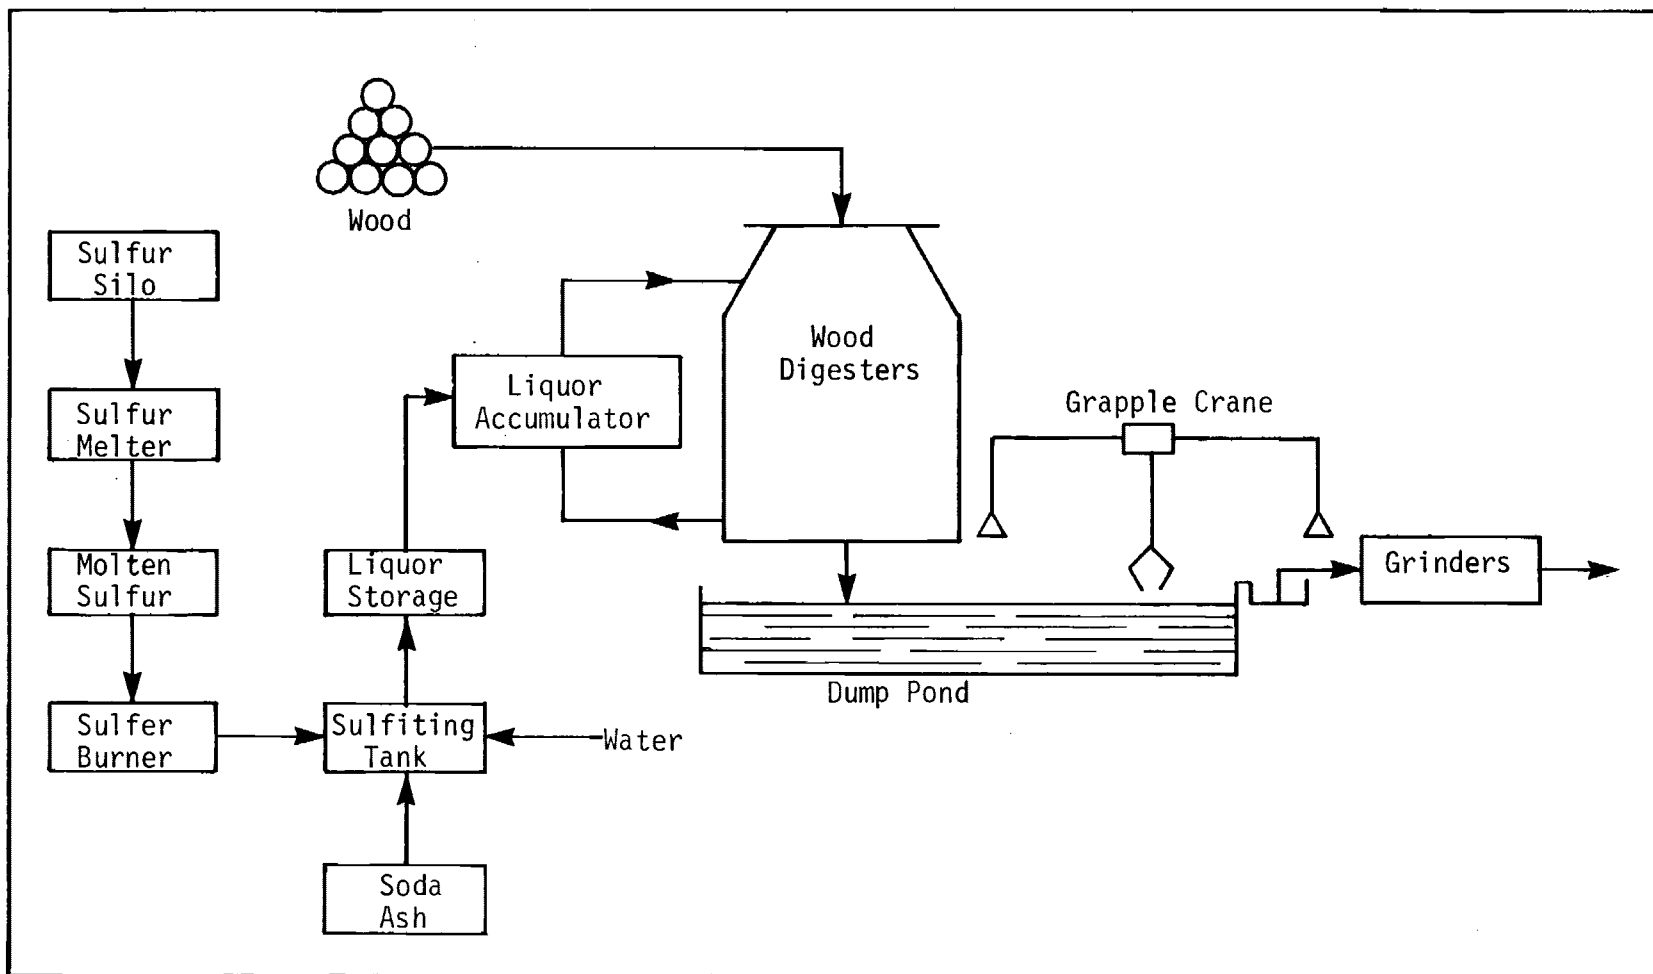 Wood
Sulfur
Silo
Wood
Digesters
Liquor
Accumulator
Grapple Crane
Sulfur
Melter
Molten
Sulfur
Liquor
Storage
Grinders
Dump Pond
Sulfer
Burner
Sulfiting
Tank
Water
Soda
Ash